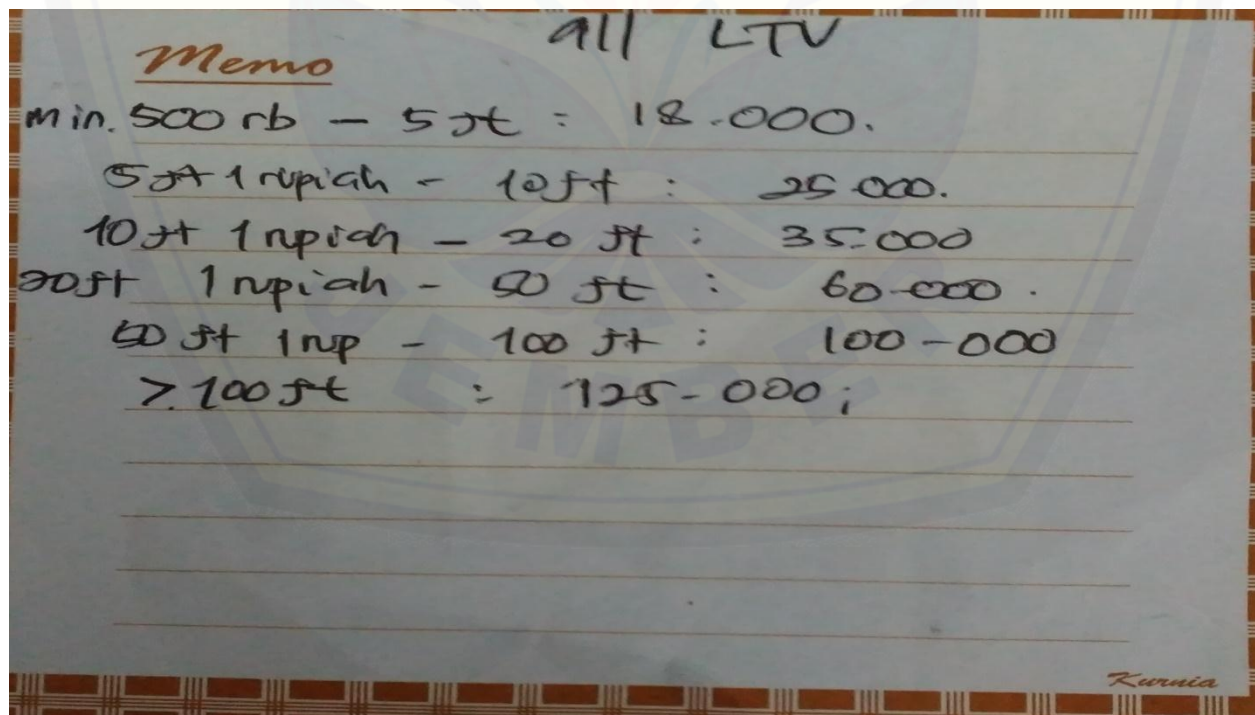 all LTV
Memo
min. 500 rb - 5 jt : 18.000.
5 jt 1 rupiah - 10 jt : 25.000.
10 jt 1 rupiah - 20 jt : 35.000
20 jt 1 rupiah - 50 jt : 60.000.
50 jt 1 rup - 100 jt : 100-000
> 100 jt : 125-000;
JEMBER
Kurnia